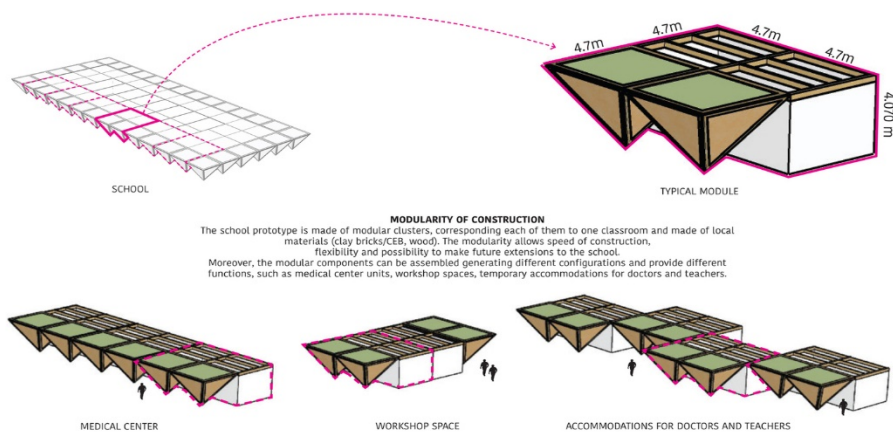 4.7m
4.7m
4.7m
4.7m
4.070 m
SCHOOL
TYPICAL MODULE
MODULARITY OF CONSTRUCTION
The school prototype is made of modular clusters, corresponding each of them to one classroom and made of local
materials (clay bricks/CEB, wood). The modularity allows speed of construction,
flexibility and possibility to make future extensions to the school.
Moreover, the modular components can be assembled generating different configurations and provide different
functions, such as medical center units, workshop spaces, temporary accommodations for doctors and teachers.
MEDICAL CENTER
WORKSHOP SPACE
ACCOMMODATIONS FOR DOCTORS AND TEACHERS